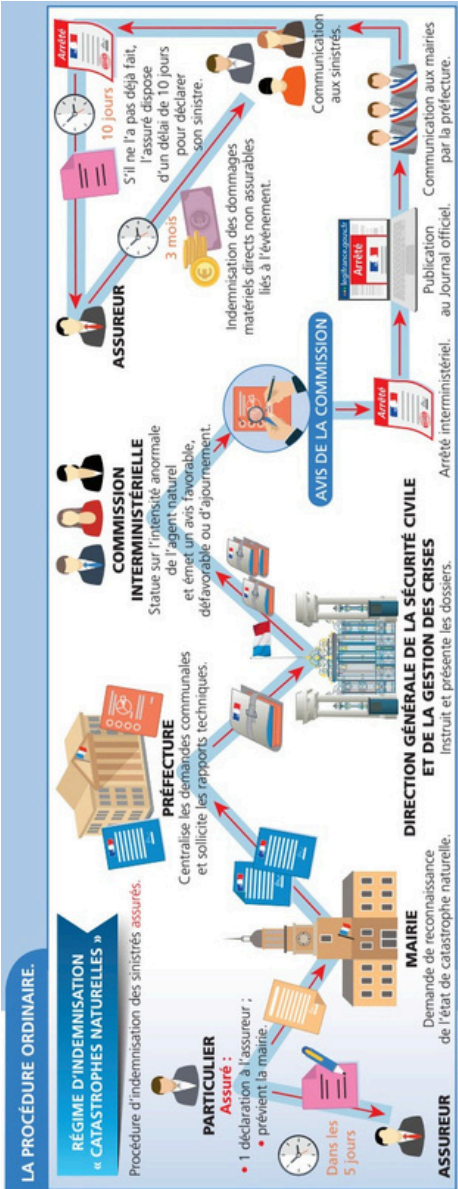 LA PROCÉDURE ORDINAIRE.
RÉGIME D'INDEMNISATION
« CATASTROPHES NATURELLES »
Procédure d'indemnisation des sinistrés assurés.
PARTICULIER
Assuré :
• 1 déclaration à l'assureur ;
• prévient la mairie.
Dans les
5 jours
ASSUREUR
MAIRIE
Demande de reconnaissance
de l'état de catastrophe naturelle.
PRÉFECTURE
Centralise les demandes communales
et sollicite les rapports techniques.
DIRECTION GÉNÉRALE DE LA SÉCURITÉ CIVILE
ET DE LA GESTION DES CRISES
Instruit et présente les dossiers.
COMMISSION
INTERMINISTÉRIELLE
Statue sur l'intensité anormale
de l'agent naturel
et émet un avis favorable,
défavorable ou d'ajournement.
AVIS DE LA COMMISSION
Arrêté
Arrêté interministériel.
legifrance.gouv.fr
Arrêté
Publication
au Journal officiel.
Communication aux mairies
par la préfecture.
Communication
aux sinistrés.
Arrêté
10 jours
S'il ne l'a pas déjà fait,
l'assuré dispose
d'un délai de 10 jours
pour déclarer
son sinistre.
ASSUREUR
3 mois
Indemnisation des dommages
matériels directs non assurables
liés à l'événement.